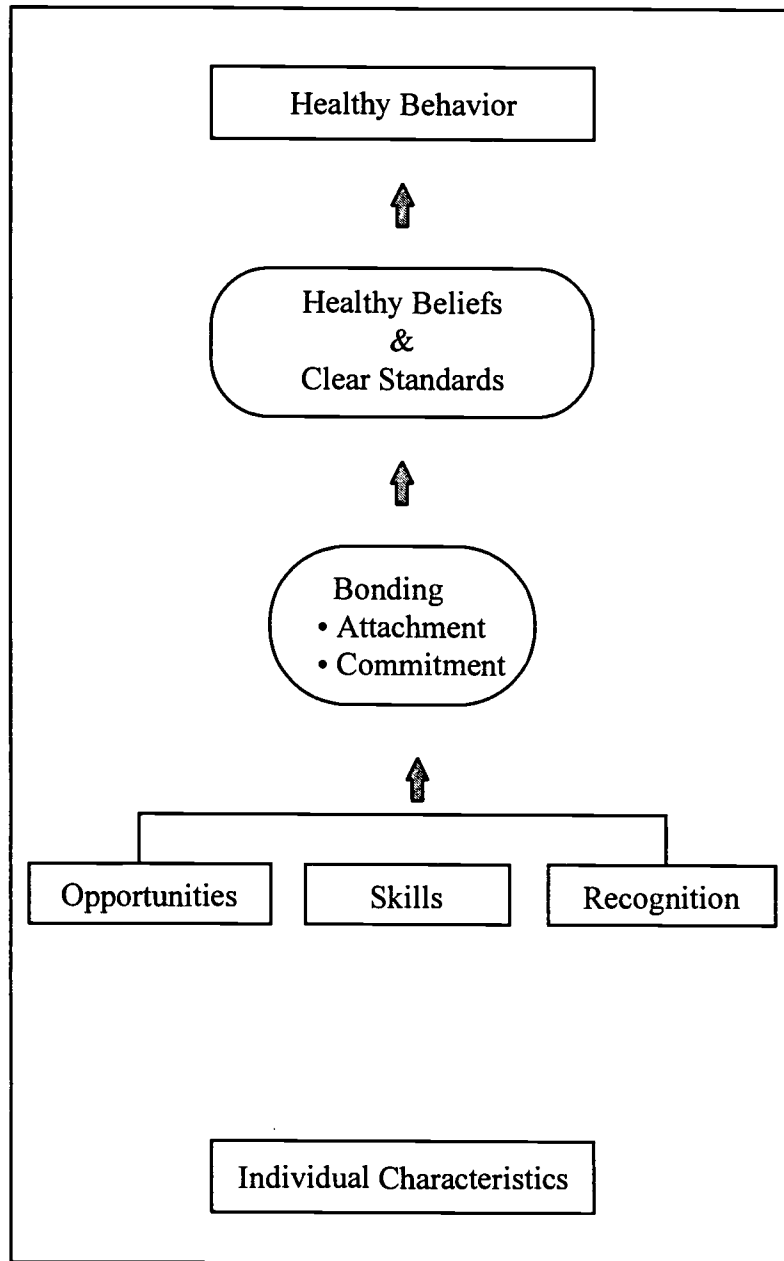 Healthy Behavior
Healthy Beliefs
&
Clear Standards
Bonding
• Attachment
• Commitment
Opportunities
Skills
Recognition
Individual Characteristics